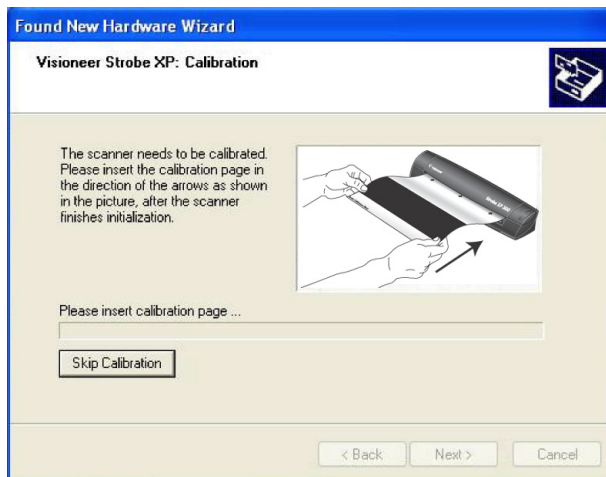 Found New Hardware Wizard
Visioneer Strobe XP: Calibration
The scanner needs to be calibrated.
Please insert the calibration page in
the direction of the arrows as shown
in the picture, after the scanner
finishes initialization.
Please insert calibration page ...
Skip Calibration
< Back
Next >
Cancel